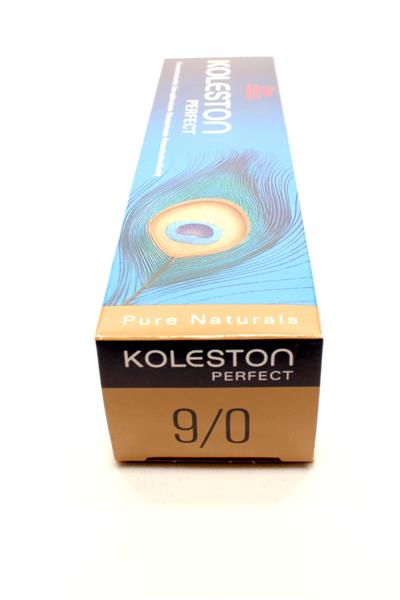 KOLESTON
PERFECT
Pure Naturals
KOLESTON
PERFECT
9/0